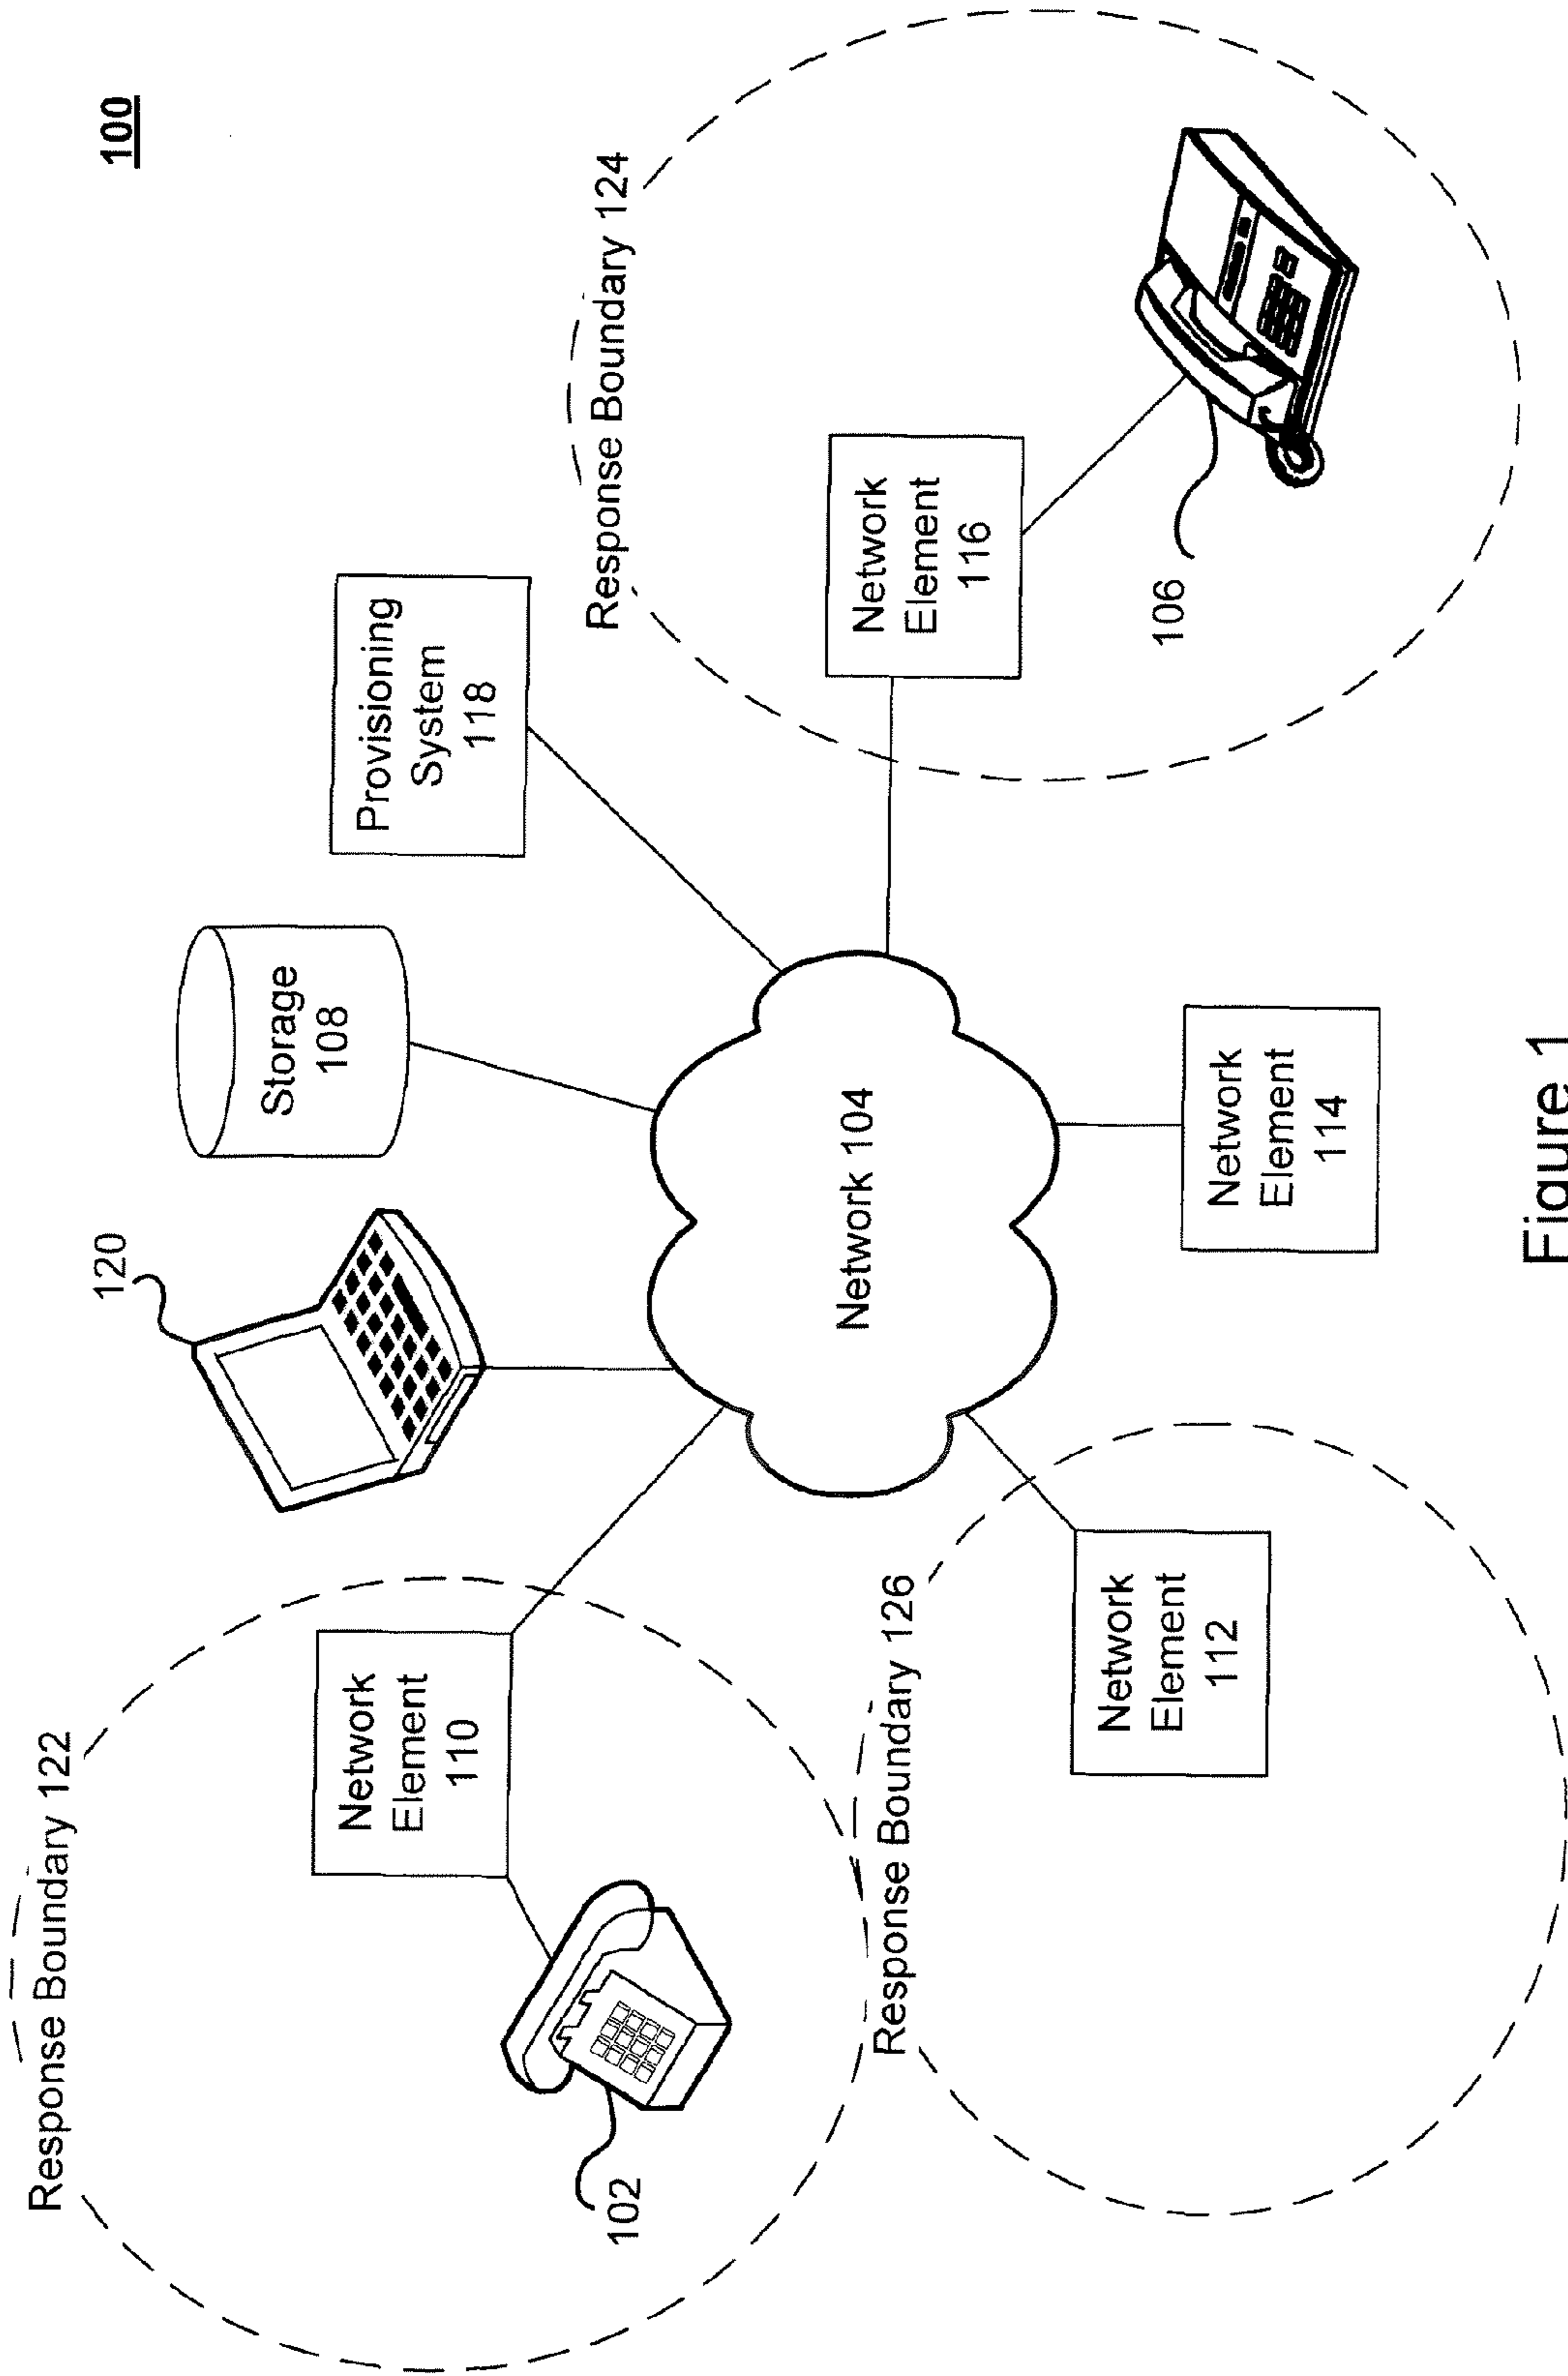 100
Response Boundary 122
Network
Element
110
102
120
Storage
108
Provisioning
System
118
Response Boundary 124
Network
Element
116
106
Network 104
Response Boundary 126
Network
Element
112
Network
Element
114
Figure 1